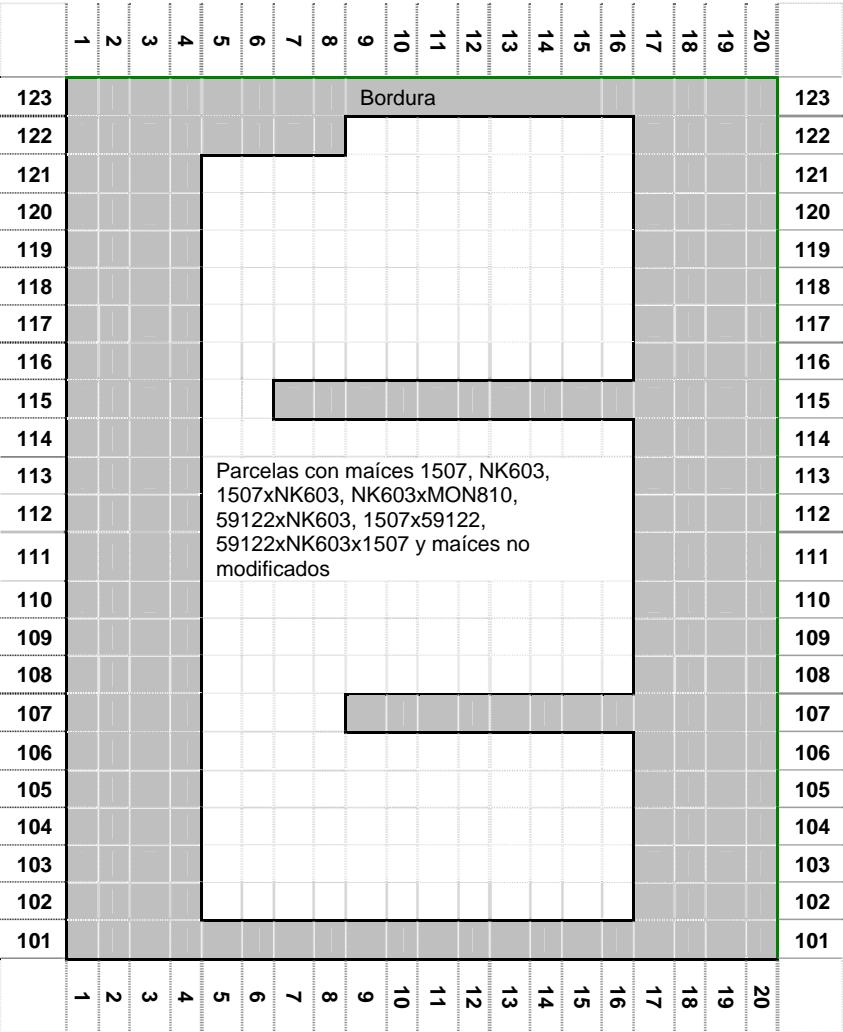 1 2 3 4 5 6 7 8 9 10 11 12 13 14 15 16 17 18 19 20
123 Bordura 123
122 122
121 121
120 120
119 119
118 118
117 117
116 116
115 115
114 114
113 Parcelas con maíces 1507, NK603, 113
1507xNK603, NK603xMON810,
112 59122xNK603, 1507x59122, 112
59122xNK603x1507 y maíces no
111 modificados 111
110 110
109 109
108 108
107 107
106 106
105 105
104 104
103 103
102 102
101 101
1 2 3 4 5 6 7 8 9 10 11 12 13 14 15 16 17 18 19 20